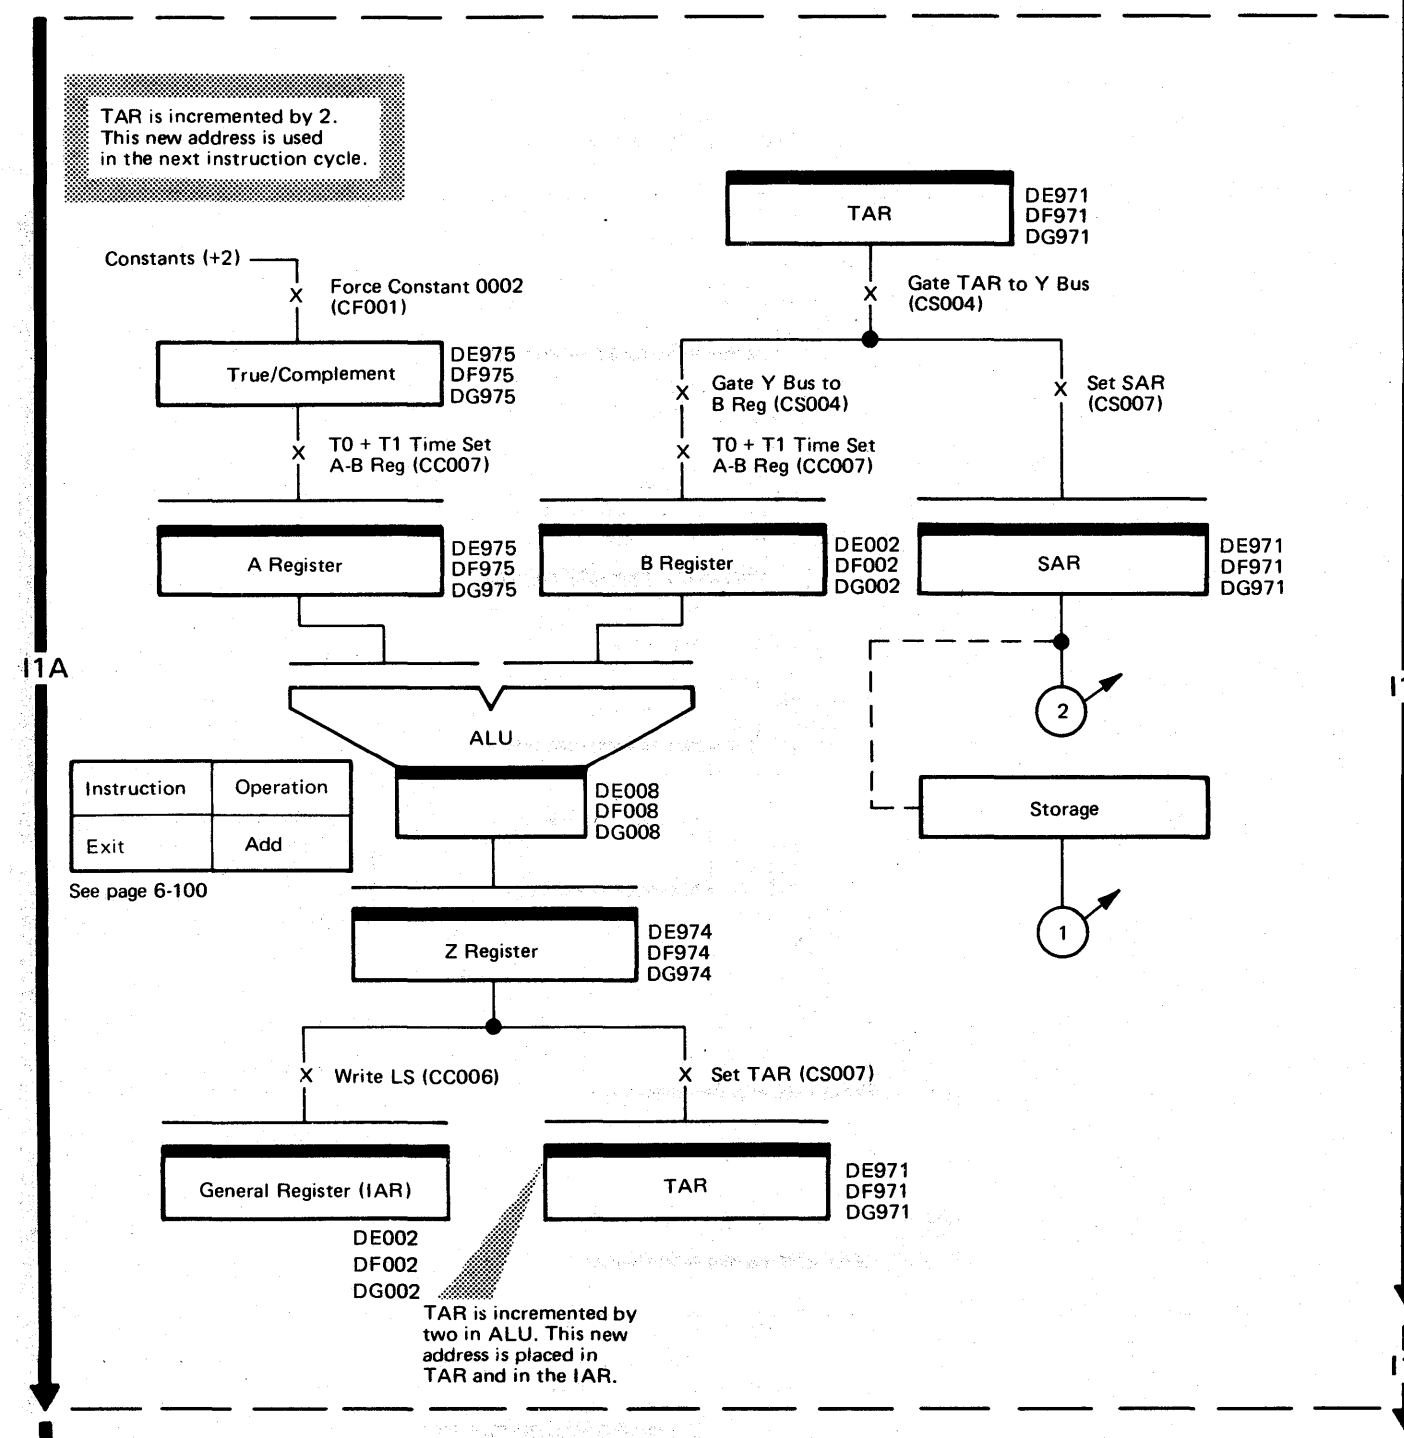 TAR is incremented by 2.
This new address is used
in the next instruction cycle.
TAR
DE971
DF971
DG971
Constants (+2)
X
Force Constant 0002
(CF001)
X
Gate TAR to Y Bus
(CS004)
True/Complement
DE975
DF975
DG975
X
Gate Y Bus to
B Reg (CS004)
X
Set SAR
(CS007)
X
T0 + T1 Time Set
A-B Reg (CC007)
X
T0 + T1 Time Set
A-B Reg (CC007)
A Register
DE975
DF975
DG975
B Register
DE002
DF002
DG002
SAR
DE971
DF971
DG971
I1A
2
ALU
Instruction
Operation
Exit
Add
See page 6-100
DE008
DF008
DG008
Storage
1
Z Register
DE974
DF974
DG974
X
Write LS (CC006)
X
Set TAR (CS007)
General Register (IAR)
DE002
DF002
DG002
TAR
DE971
DF971
DG971
TAR is incremented by
two in ALU. This new
address is placed in
TAR and in the IAR.